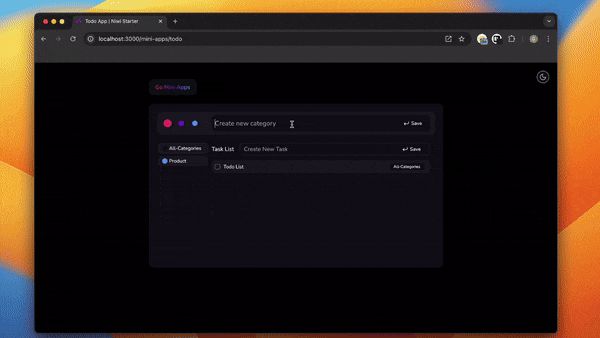 Todo App | Niwi Starter
localhost:3000/mini-apps/todo
Go Mini Apps
Create new category
Save
All-Categories
Task List
Create New Task
Save
Product
Todo List
All-Categories